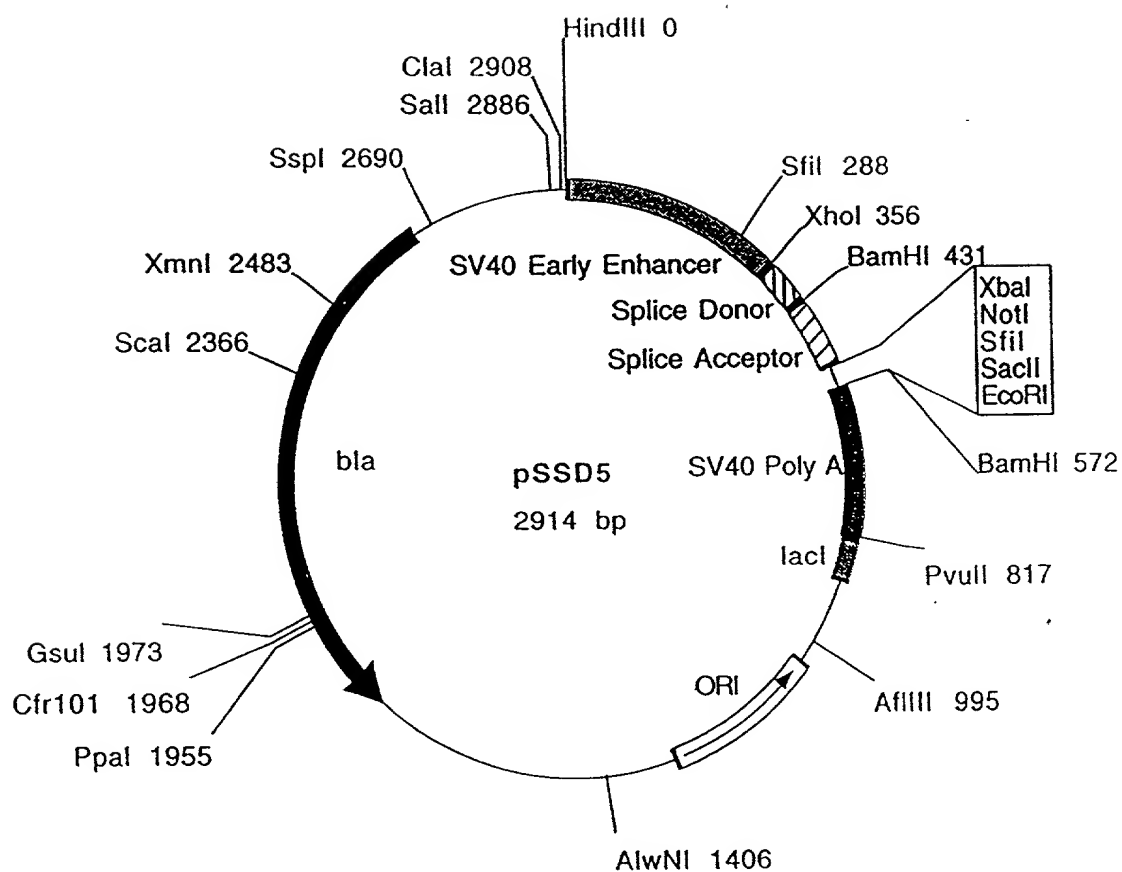 HindIII 0
ClaI 2908
SalI 2886
SspI 2690
SfiI 288
XhoI 356
BamHI 431
XmnI 2483
SV40 Early Enhancer
XbaI
NotI
SfiI
SacII
EcoRI
Splice Donor
ScaI 2366
Splice Acceptor
bla
pSSD5
2914 bp
SV40 Poly A
BamHI 572
lacI
PvuII 817
GsuI 1973
Cfr101 1968
PpaI 1955
ORI
AflIII 995
AlwNI 1406